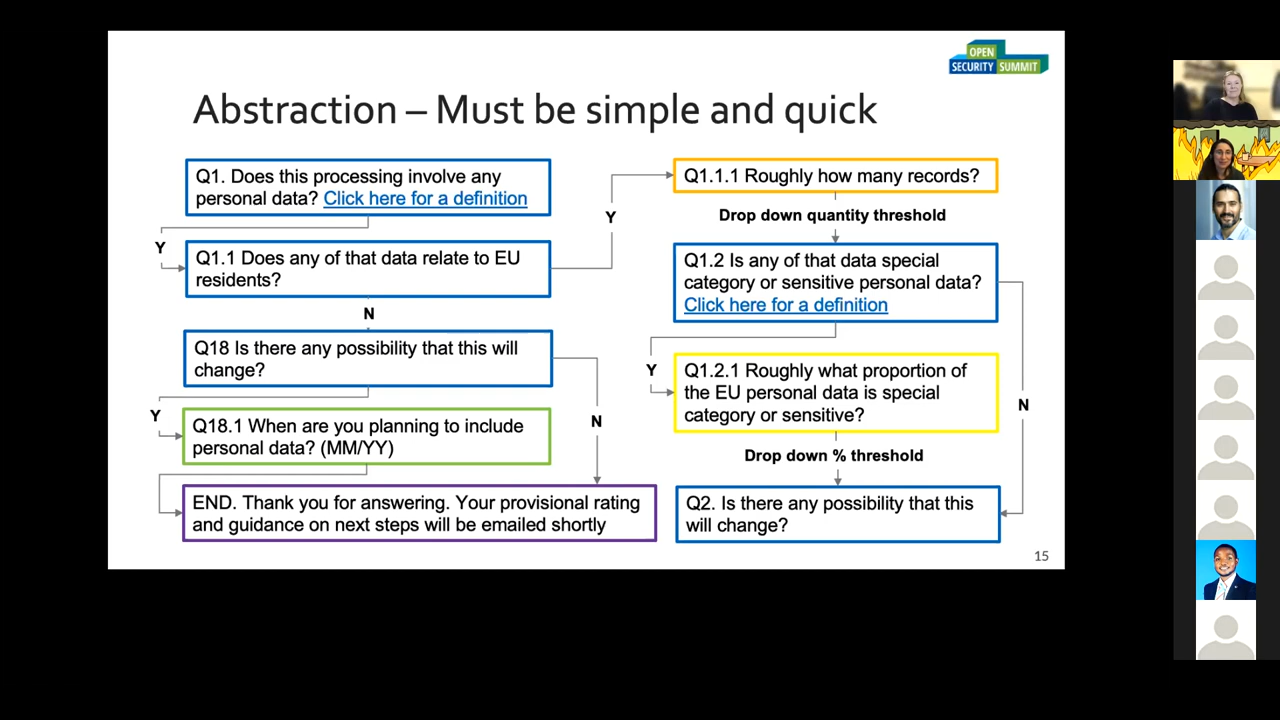 OPEN
SECURITY SUMMIT
Abstraction – Must be simple and quick
Q1. Does this processing involve any
personal data? Click here for a definition
Y
Q1.1 Does any of that data relate to EU
residents?
N
Q18 Is there any possibility that this will
change?
Y
N
Q18.1 When are you planning to include
personal data? (MM/YY)
END. Thank you for answering. Your provisional rating
and guidance on next steps will be emailed shortly
Y
Q1.1.1 Roughly how many records?
Drop down quantity threshold
Q1.2 Is any of that data special
category or sensitive personal data?
Click here for a definition
Y
N
Q1.2.1 Roughly what proportion of
the EU personal data is special
category or sensitive?
Drop down % threshold
Q2. Is there any possibility that this
will change?
15